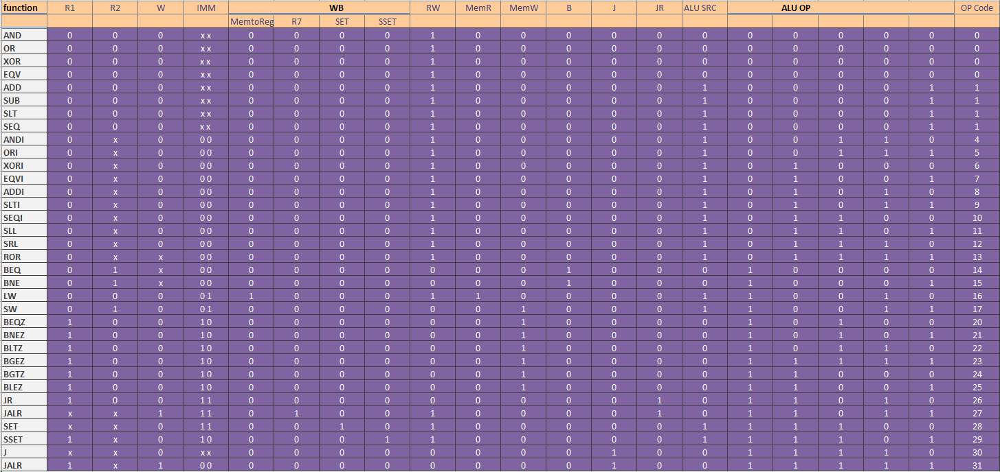 function R1 R2 W IMM WB RW MemR MemW B J JR ALU SRC ALU OP OP Code
MemtoReg R7 SET SSET
AND 0 0 0 x x 0 0 0 0 1 0 0 0 0 0 0 0 0 0 0 0 0
OR 0 0 0 x x 0 0 0 0 1 0 0 0 0 0 0 0 0 0 0 0 0
XOR 0 0 0 x x 0 0 0 0 1 0 0 0 0 0 0 0 0 0 0 0 0
EQV 0 0 0 x x 0 0 0 0 1 0 0 0 0 0 0 0 0 0 0 0 0
ADD 0 0 0 x x 0 0 0 0 1 0 0 0 0 0 1 0 0 0 0 1 1
SUB 0 0 0 x x 0 0 0 0 1 0 0 0 0 0 1 0 0 0 0 1 1
SLT 0 0 0 x x 0 0 0 0 1 0 0 0 0 0 1 0 0 0 0 1 1
SEQ 0 0 0 x x 0 0 0 0 1 0 0 0 0 0 1 0 0 0 0 1 1
ANDI 0 x 0 0 0 0 0 0 0 1 0 0 0 0 0 1 0 0 1 1 0 4
ORI 0 x 0 0 0 0 0 0 0 1 0 0 0 0 0 1 0 0 1 1 1 5
XORI 0 x 0 0 0 0 0 0 0 1 0 0 0 0 0 1 0 1 0 0 0 6
EQVI 0 x 0 0 0 0 0 0 0 1 0 0 0 0 0 1 0 1 0 0 1 7
ADDI 0 x 0 0 0 0 0 0 0 1 0 0 0 0 0 1 0 1 0 1 0 8
SLTI 0 x 0 0 0 0 0 0 0 1 0 0 0 0 0 1 0 1 0 1 1 9
SEQI 0 x 0 0 0 0 0 0 0 1 0 0 0 0 0 1 0 1 1 0 0 10
SLL 0 x 0 0 0 0 0 0 0 1 0 0 0 0 0 1 0 1 1 0 1 11
SRL 0 x 0 0 0 0 0 0 0 1 0 0 0 0 0 1 0 1 1 1 0 12
ROR 0 x x 0 0 0 0 0 0 1 0 0 0 0 0 1 0 1 1 1 1 13
BEQ 0 1 x 0 0 0 0 0 0 0 0 0 1 0 0 0 1 0 0 0 0 14
BNE 0 1 x 0 0 0 0 0 0 0 0 0 1 0 0 0 1 0 0 0 1 15
LW 0 0 0 0 1 1 0 0 0 1 1 0 0 0 0 1 1 0 0 1 0 16
SW 0 1 0 0 1 0 0 0 0 0 0 1 0 0 0 1 1 0 0 1 1 17
BEQZ 1 0 0 1 0 0 0 0 0 0 0 1 0 0 0 0 1 0 1 0 0 20
BNEZ 1 0 0 1 0 0 0 0 0 0 0 1 0 0 0 0 1 0 1 0 1 21
BLTZ 1 0 0 1 0 0 0 0 0 0 0 1 0 0 0 0 1 0 1 1 0 22
BGEZ 1 0 0 1 0 0 0 0 0 0 0 1 0 0 0 0 1 1 1 1 1 23
BGTZ 1 0 0 1 0 0 0 0 0 0 0 1 0 0 0 0 1 1 0 0 0 24
BLEZ 1 0 0 1 0 0 0 0 0 0 0 1 0 0 0 0 1 1 0 0 1 25
JR 1 0 0 1 1 0 0 0 0 0 0 0 0 0 1 0 1 1 0 1 0 26
JALR x x 1 1 1 0 1 0 0 1 0 0 0 0 1 0 1 1 0 1 1 27
SET x x 0 1 1 0 0 1 0 1 0 0 0 0 0 1 1 1 1 0 0 28
SSET 1 x 0 1 0 0 0 0 1 1 0 0 0 0 0 1 1 1 1 0 1 29
J x x 0 x x 0 0 0 0 0 0 0 0 1 0 0 1 1 1 1 0 30
JALR 1 x 1 0 0 0 0 0 0 0 0 0 0 1 0 0 1 1 1 1 1 31